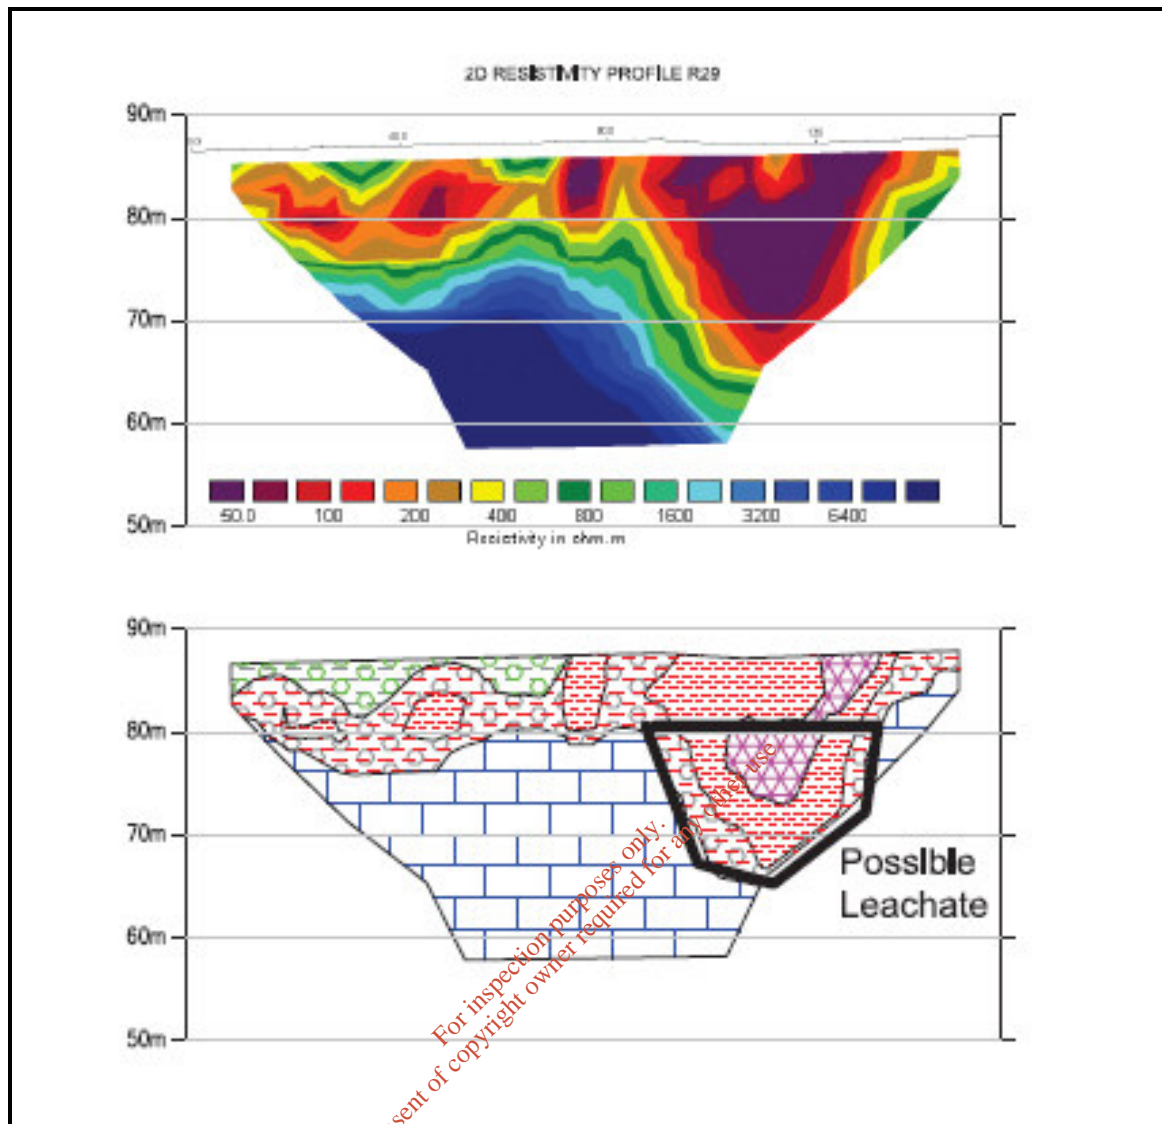 2D RESISTIVITY PROFILE R29
90m
80m
70m
60m
50m
50.0 100 200 400 800 1600 3200 6400
Resistivity in ohm.m
90m
80m
70m
60m
50m
Possible
Leachate
For inspection purposes only.
sent of copyright owner required for any other use